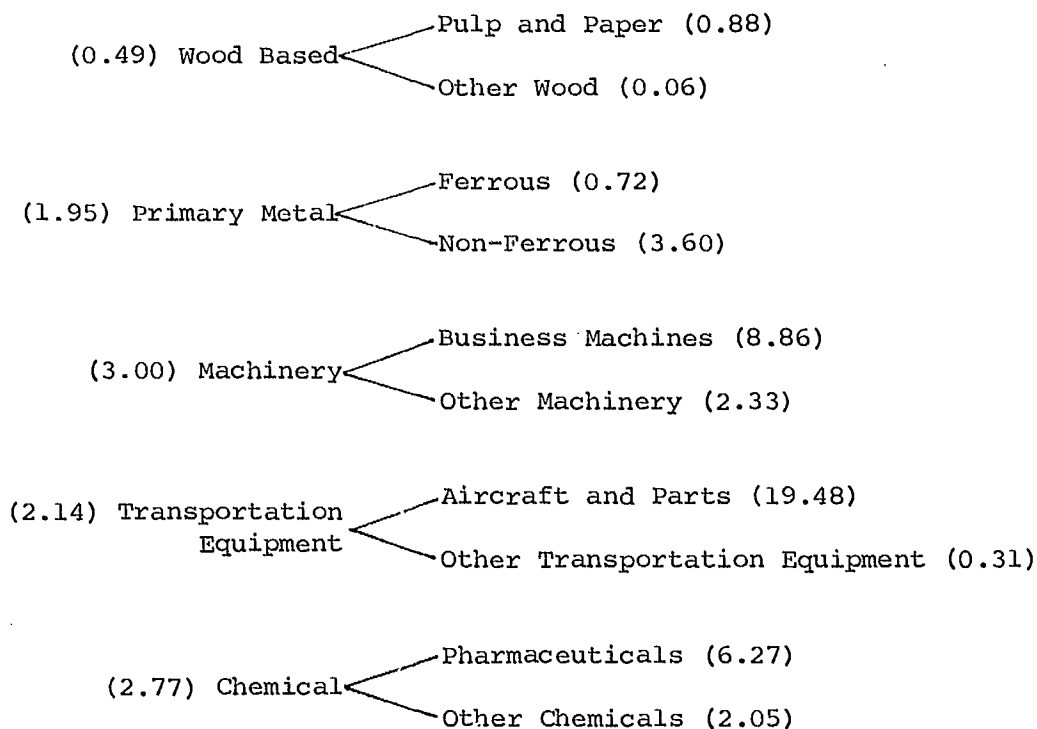 Pulp and Paper (0.88)
(0.49) Wood Based
Other Wood (0.06)
Ferrous (0.72)
(1.95) Primary Metal
Non-Ferrous (3.60)
Business Machines (8.86)
(3.00) Machinery
Other Machinery (2.33)
Aircraft and Parts (19.48)
(2.14) Transportation
Equipment
Other Transportation Equipment (0.31)
Pharmaceuticals (6.27)
(2.77) Chemical
Other Chemicals (2.05)